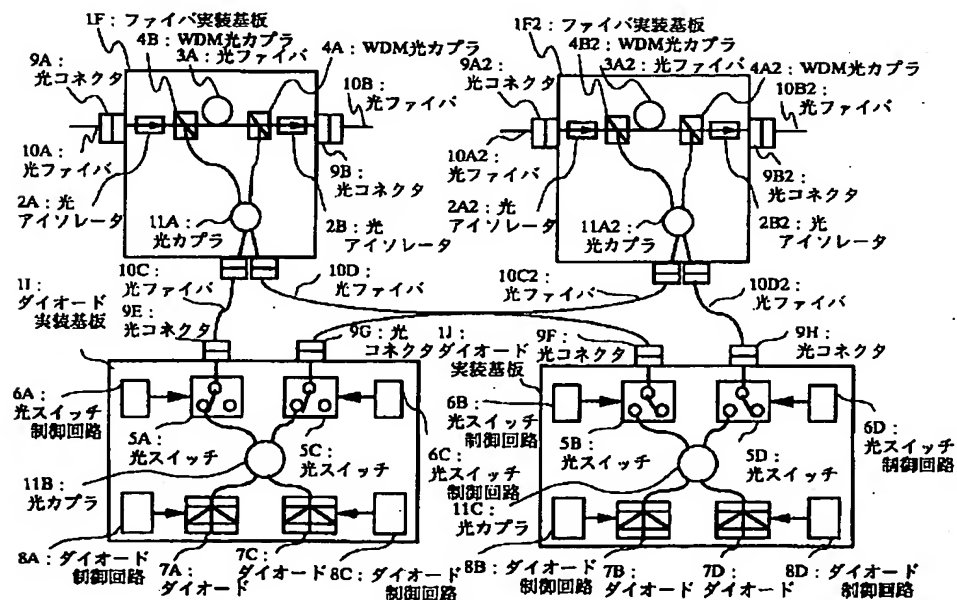 1F：ファイバ実装基板
4B：WDM光カプラ
3A：光ファイバ
9A：
光コネクタ
4A：WDM光カプラ
10B：
光ファイバ
10A：
光ファイバ
2A：光
アイソレータ
11A：
光カプラ
9B：
光コネクタ
2B：光
アイソレータ
1F2：ファイバ実装基板
4B2：WDM光カプラ
3A2：光ファイバ
9A2：
光コネクタ
4A2：WDM光カプラ
10B2：
光ファイバ
10A2：
光ファイバ
2A2：光
アイソレータ
11A2：
光カプラ
9B2：
光コネクタ
2B2：光
アイソレータ
10C：
光ファイバ
10D：
光ファイバ
10C2：
光ファイバ
10D2：
光ファイバ
ダイオード
実装基板
9E：
光コネクタ
9G：光
コネクタ
1J：
ダイオード
実装基板
9F：
光コネクタ
9H：
光コネクタ
6A：
光スイッチ
制御回路
5A：
光スイッチ
5C：
光スイッチ
6C：
光スイッチ
制御回路
11B：
光カプラ
8A：ダイオード
制御回路
7A：
ダイオード
7C：
ダイオード
8C：ダイオード
制御回路
6B：
光スイッチ
制御回路
5B：
光スイッチ
5D：
光スイッチ
6D：
光スイッチ
制御回路
11C：
光カプラ
8B：ダイオード
制御回路
7B：
ダイオード
7D：
ダイオード
8D：ダイオード
制御回路